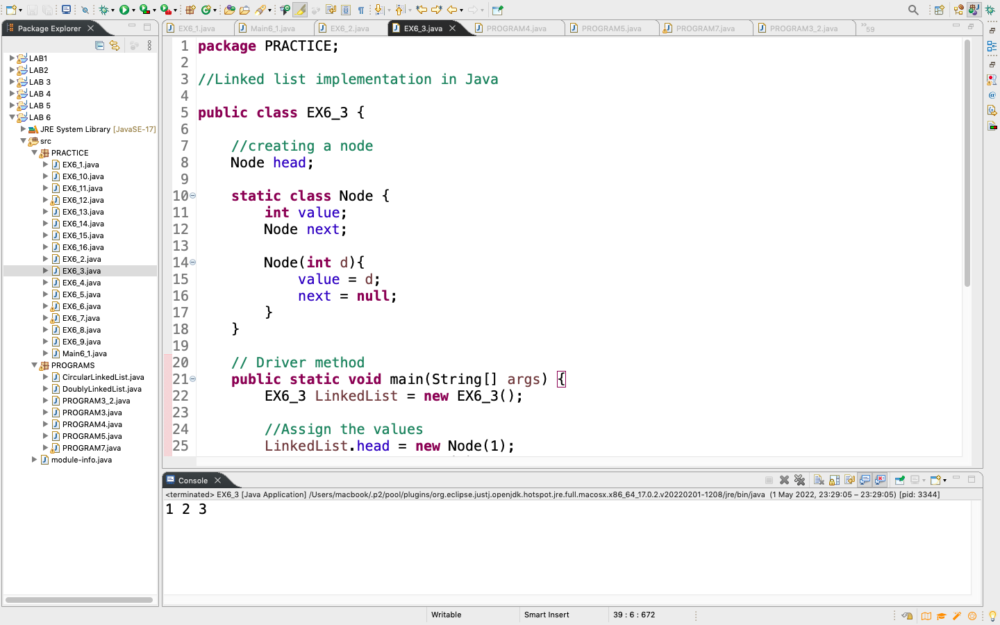 EX6_1.java Main6_1.java EX6_2.java EX6_3.java PROGRAM4.java PROGRAM5.java PROGRAM7.java PROGRAM3_2.java »59
Package Explorer
LAB1
LAB2
LAB 3
LAB 4
LAB 5
LAB 6
JRE System Library [JavaSE-17]
src
PRACTICE
EX6_1.java
EX6_10.java
EX6_11.java
EX6_12.java
EX6_13.java
EX6_14.java
EX6_15.java
EX6_16.java
EX6_2.java
EX6_3.java
EX6_4.java
EX6_5.java
EX6_6.java
EX6_7.java
EX6_8.java
EX6_9.java
Main6_1.java
PROGRAMS
CircularLinkedList.java
DoublyLinkedList.java
PROGRAM3_2.java
PROGRAM3.java
PROGRAM4.java
PROGRAM5.java
PROGRAM7.java
module-info.java
1 package PRACTICE;
2
3 //Linked list implementation in Java
4
5 public class EX6_3 {
6
7 //creating a node
8 Node head;
9
10 static class Node {
11 int value;
12 Node next;
13
14 Node(int d){
15 value = d;
16 next = null;
17 }
18 }
19
20 // Driver method
21 public static void main(String[] args) {
22 EX6_3 LinkedList = new EX6_3();
23
24 //Assign the values
25 LinkedList.head = new Node(1);
Console
<terminated> EX6_3 [Java Application] /Users/macbook/.p2/pool/plugins/org.eclipse.justj.openjdk.hotspot.jre.full.macosx.x86_64_17.0.2.v20220201-1208/jre/bin/java (1 May 2022, 23:29:05 – 23:29:05) [pid: 3344]
1 2 3
Writable Smart Insert 39 : 6 : 672